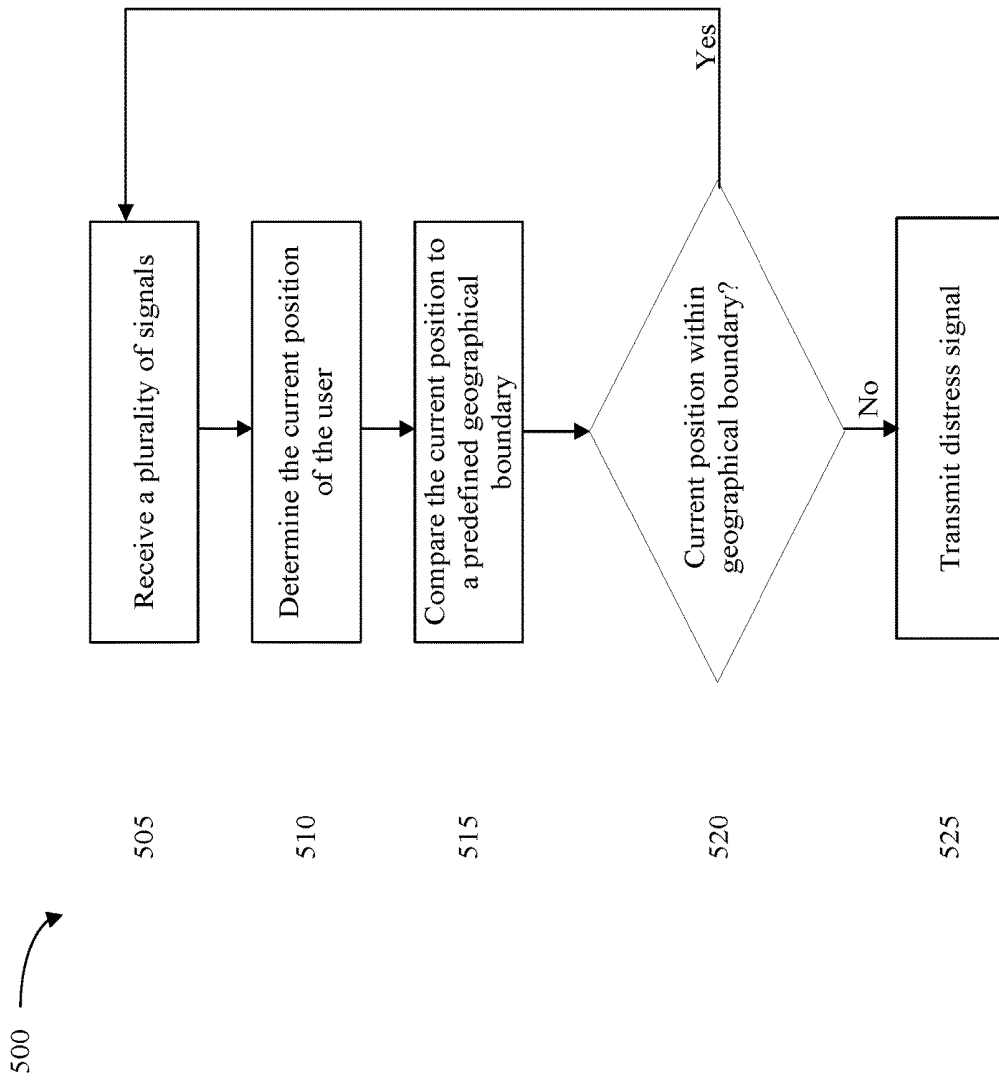 500
505
Receive a plurality of signals
510
Determine the current position
of the user
515
Compare the current position to
a predefined geographical
boundary
520
Current position within
geographical boundary?
Yes
No
525
Transmit distress signal